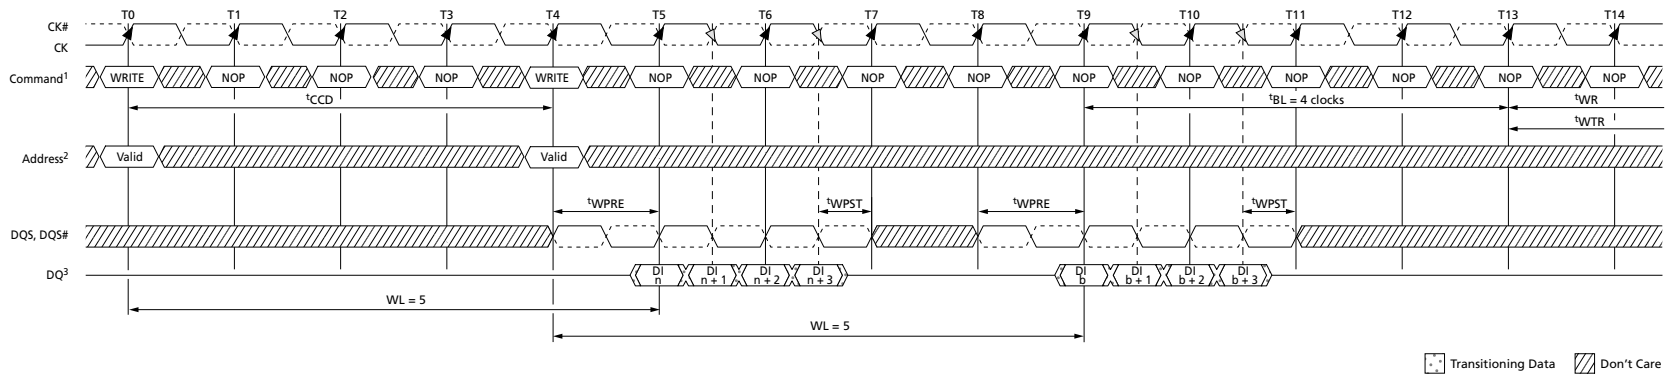 T0 T1 T2 T3 T4 T5 T6 T7 T8 T9 T10 T11 T12 T13 T14
CK#
CK
Command1 WRITE NOP NOP NOP WRITE NOP NOP NOP NOP NOP NOP NOP NOP NOP NOP
tCCD tBL = 4 clocks tWR
tWTR
Address2 Valid Valid
tWPRE tWPST tWPRE tWPST
DQS, DQS#
DQ3 DI n DI n + 1 DI n + 2 DI n + 3 DI b DI b + 1 DI b + 2 DI b + 3
WL = 5
WL = 5
Transitioning Data Don't Care